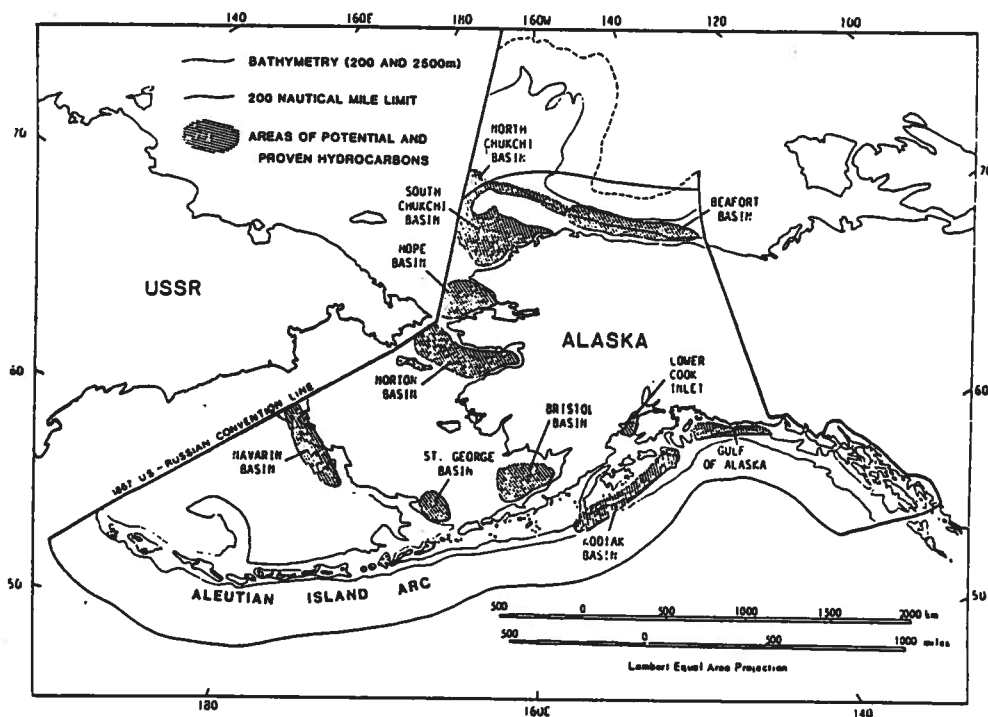 140 160E 180 160W 140 120 100
BATHYMETRY (200 AND 2500m)
200 NAUTICAL MILE LIMIT
AREAS OF POTENTIAL AND
PROVEN HYDROCARBONS
70
70
NORTH
CHUKCHI
BASIN
SOUTH
CHUKCHI
BASIN
BEAFORT
BASIN
HOPE
BASIN
USSR
ALASKA
NORTON
BASIN
LOWER
COOK
INLET
60
60
1867 US-RUSSIAN CONVENTION LINE
BRISTOL
BASIN
NAVARIN
BASIN
ST. GEORGE
BASIN
GULF
OF ALASKA
KODIAK
BASIN
50
50
ALEUTIAN ISLAND ARC
500 0 500 1000 1500 2000 km
500 0 500 1000 miles
Lambert Equal Area Projection
180 160E 140